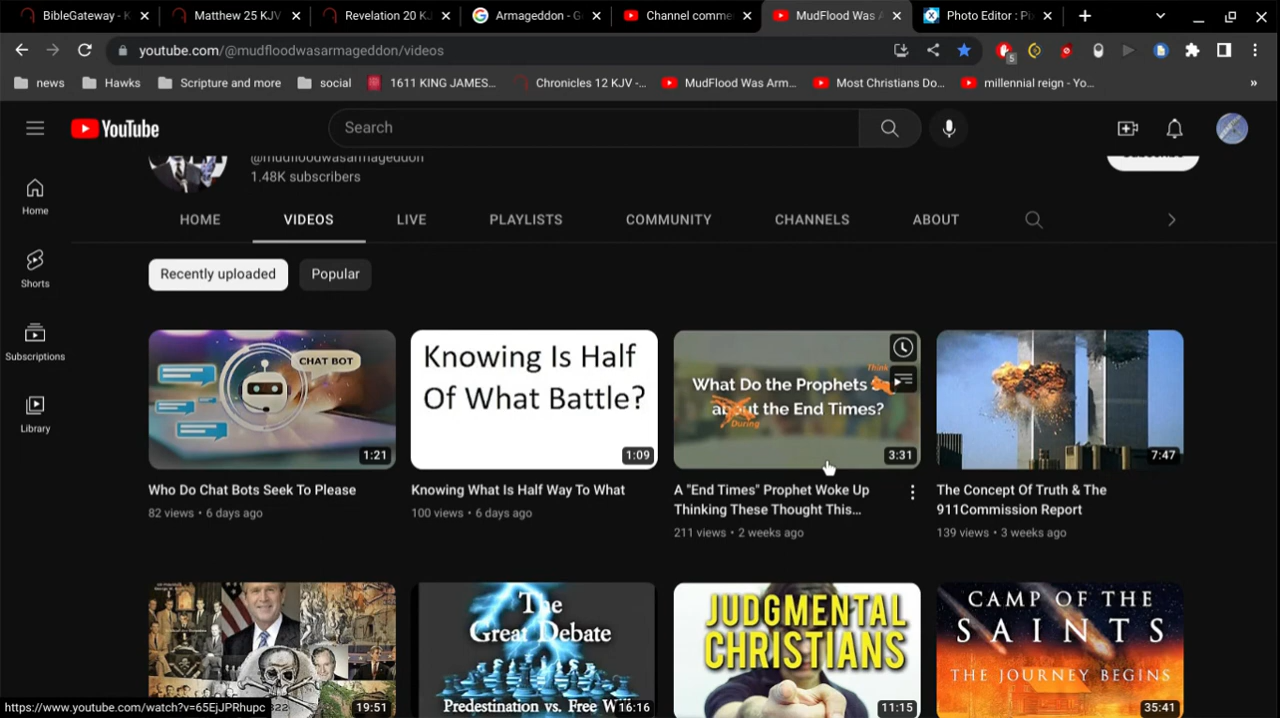 BibleGateway - K
Matthew 25 KJV
Revelation 20 KJ
Armageddon - G
Channel comme
MudFlood Was A
Photo Editor : Pi
youtube.com/@mudfloodwasarmageddon/videos
5
news
Hawks
Scripture and more
social
1611 KING JAMES...
Chronicles 12 KJV -...
MudFlood Was Arm...
Most Christians Do...
millennial reign - Yo...
»
YouTube
Search
@mudfloodwasarmageddon
1.48K subscribers
Home
Shorts
Subscriptions
Library
HOME
VIDEOS
LIVE
PLAYLISTS
COMMUNITY
CHANNELS
ABOUT
Recently uploaded
Popular
CHAT BOT
1:21
Knowing Is Half
Of What Battle?
1:09
Think
What Do the Prophets
about the End Times?
During
3:31
7:47
Who Do Chat Bots Seek To Please
82 views • 6 days ago
Knowing What Is Half Way To What
100 views • 6 days ago
A "End Times" Prophet Woke Up
Thinking These Thought This...
211 views • 2 weeks ago
The Concept Of Truth & The
911Commission Report
139 views • 3 weeks ago
322
19:51
The
Great Debate
Predestination vs. Free W
16:16
JUDGMENTAL
CHRISTIANS
11:15
CAMP OF THE
SAINTS
THE JOURNEY BEGINS
35:41
https://www.youtube.com/watch?v=65EjJPRhupc